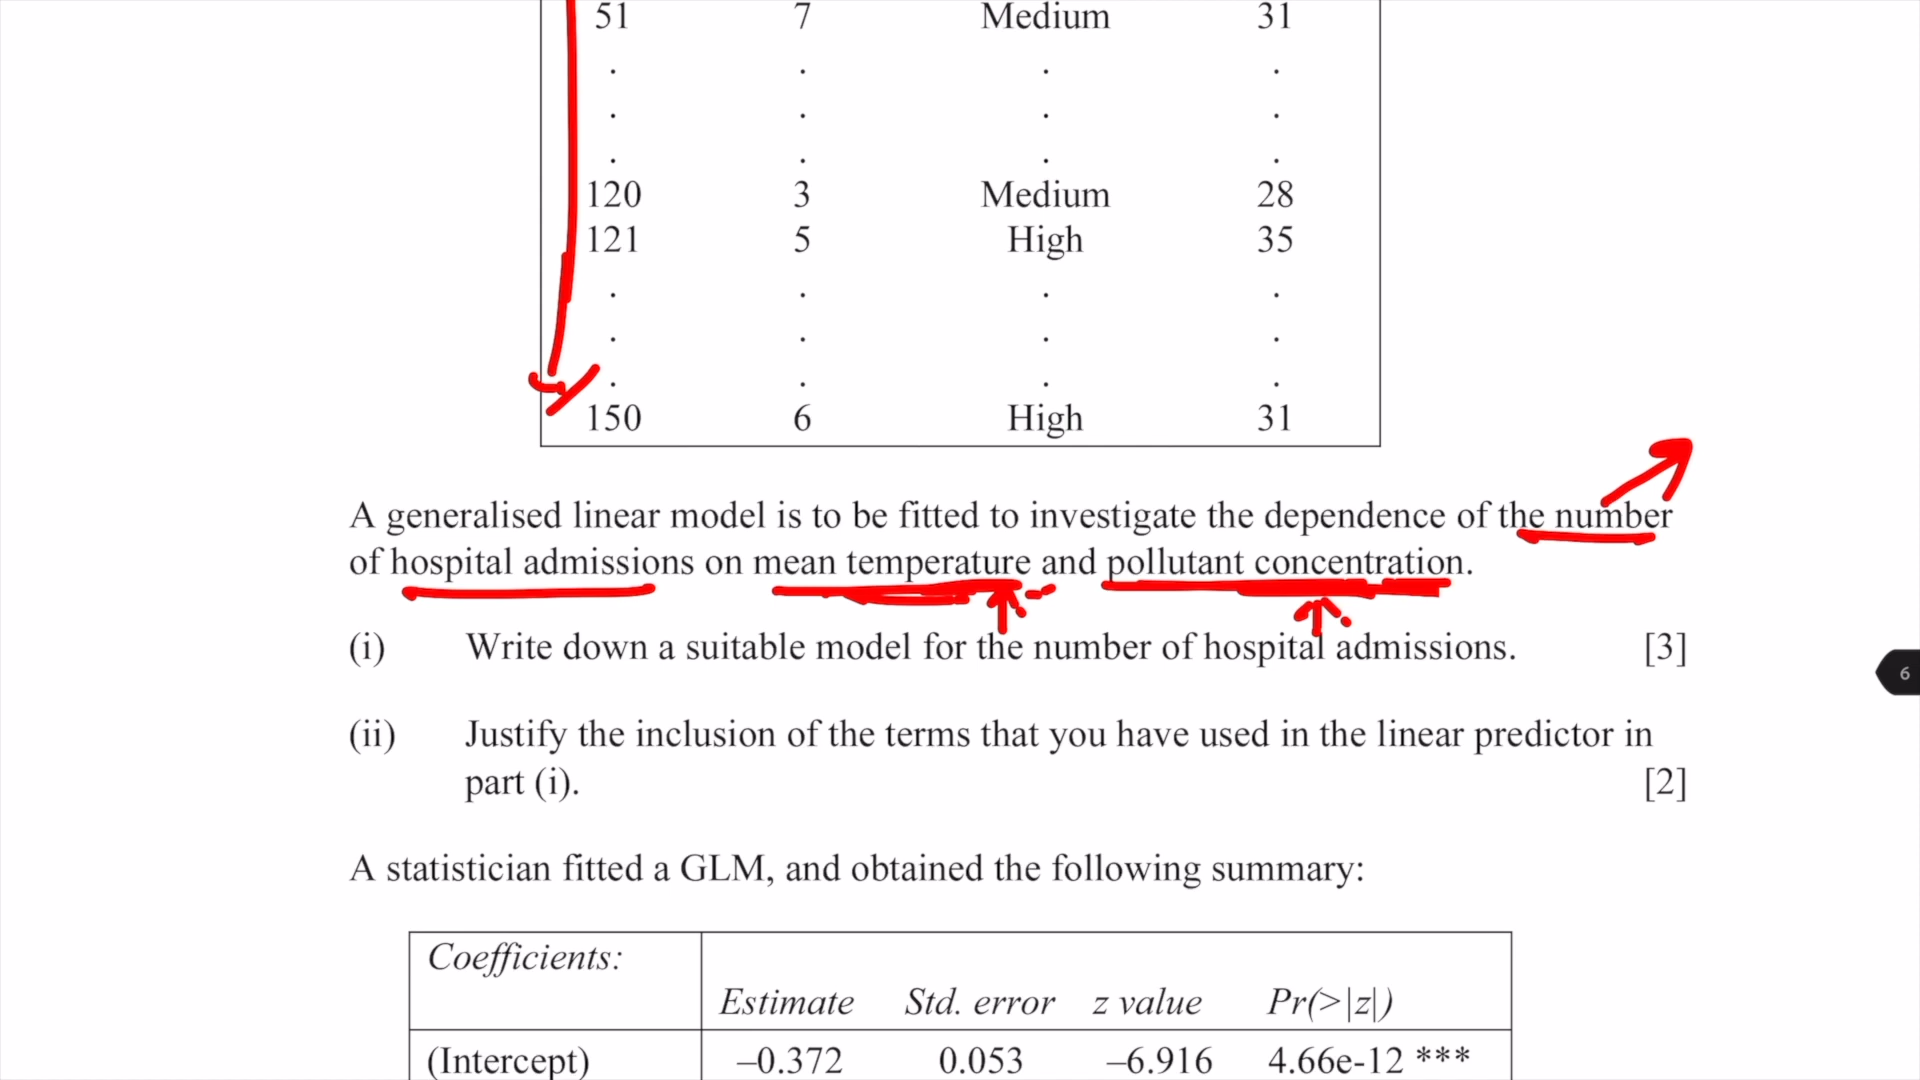 51 7 Medium 31
. . . .
. . . .
. . . .
120 3 Medium 28
121 5 High 35
. . . .
. . . .
. . . .
150 6 High 31
A generalised linear model is to be fitted to investigate the dependence of the number
of hospital admissions on mean temperature and pollutant concentration.
(i) Write down a suitable model for the number of hospital admissions. [3]
(ii) Justify the inclusion of the terms that you have used in the linear predictor in
part (i). [2]
6
A statistician fitted a GLM, and obtained the following summary:
Coefficients:
Estimate Std. error z value Pr(>|z|)
(Intercept) –0.372 0.053 –6.916 4.66e-12 ***